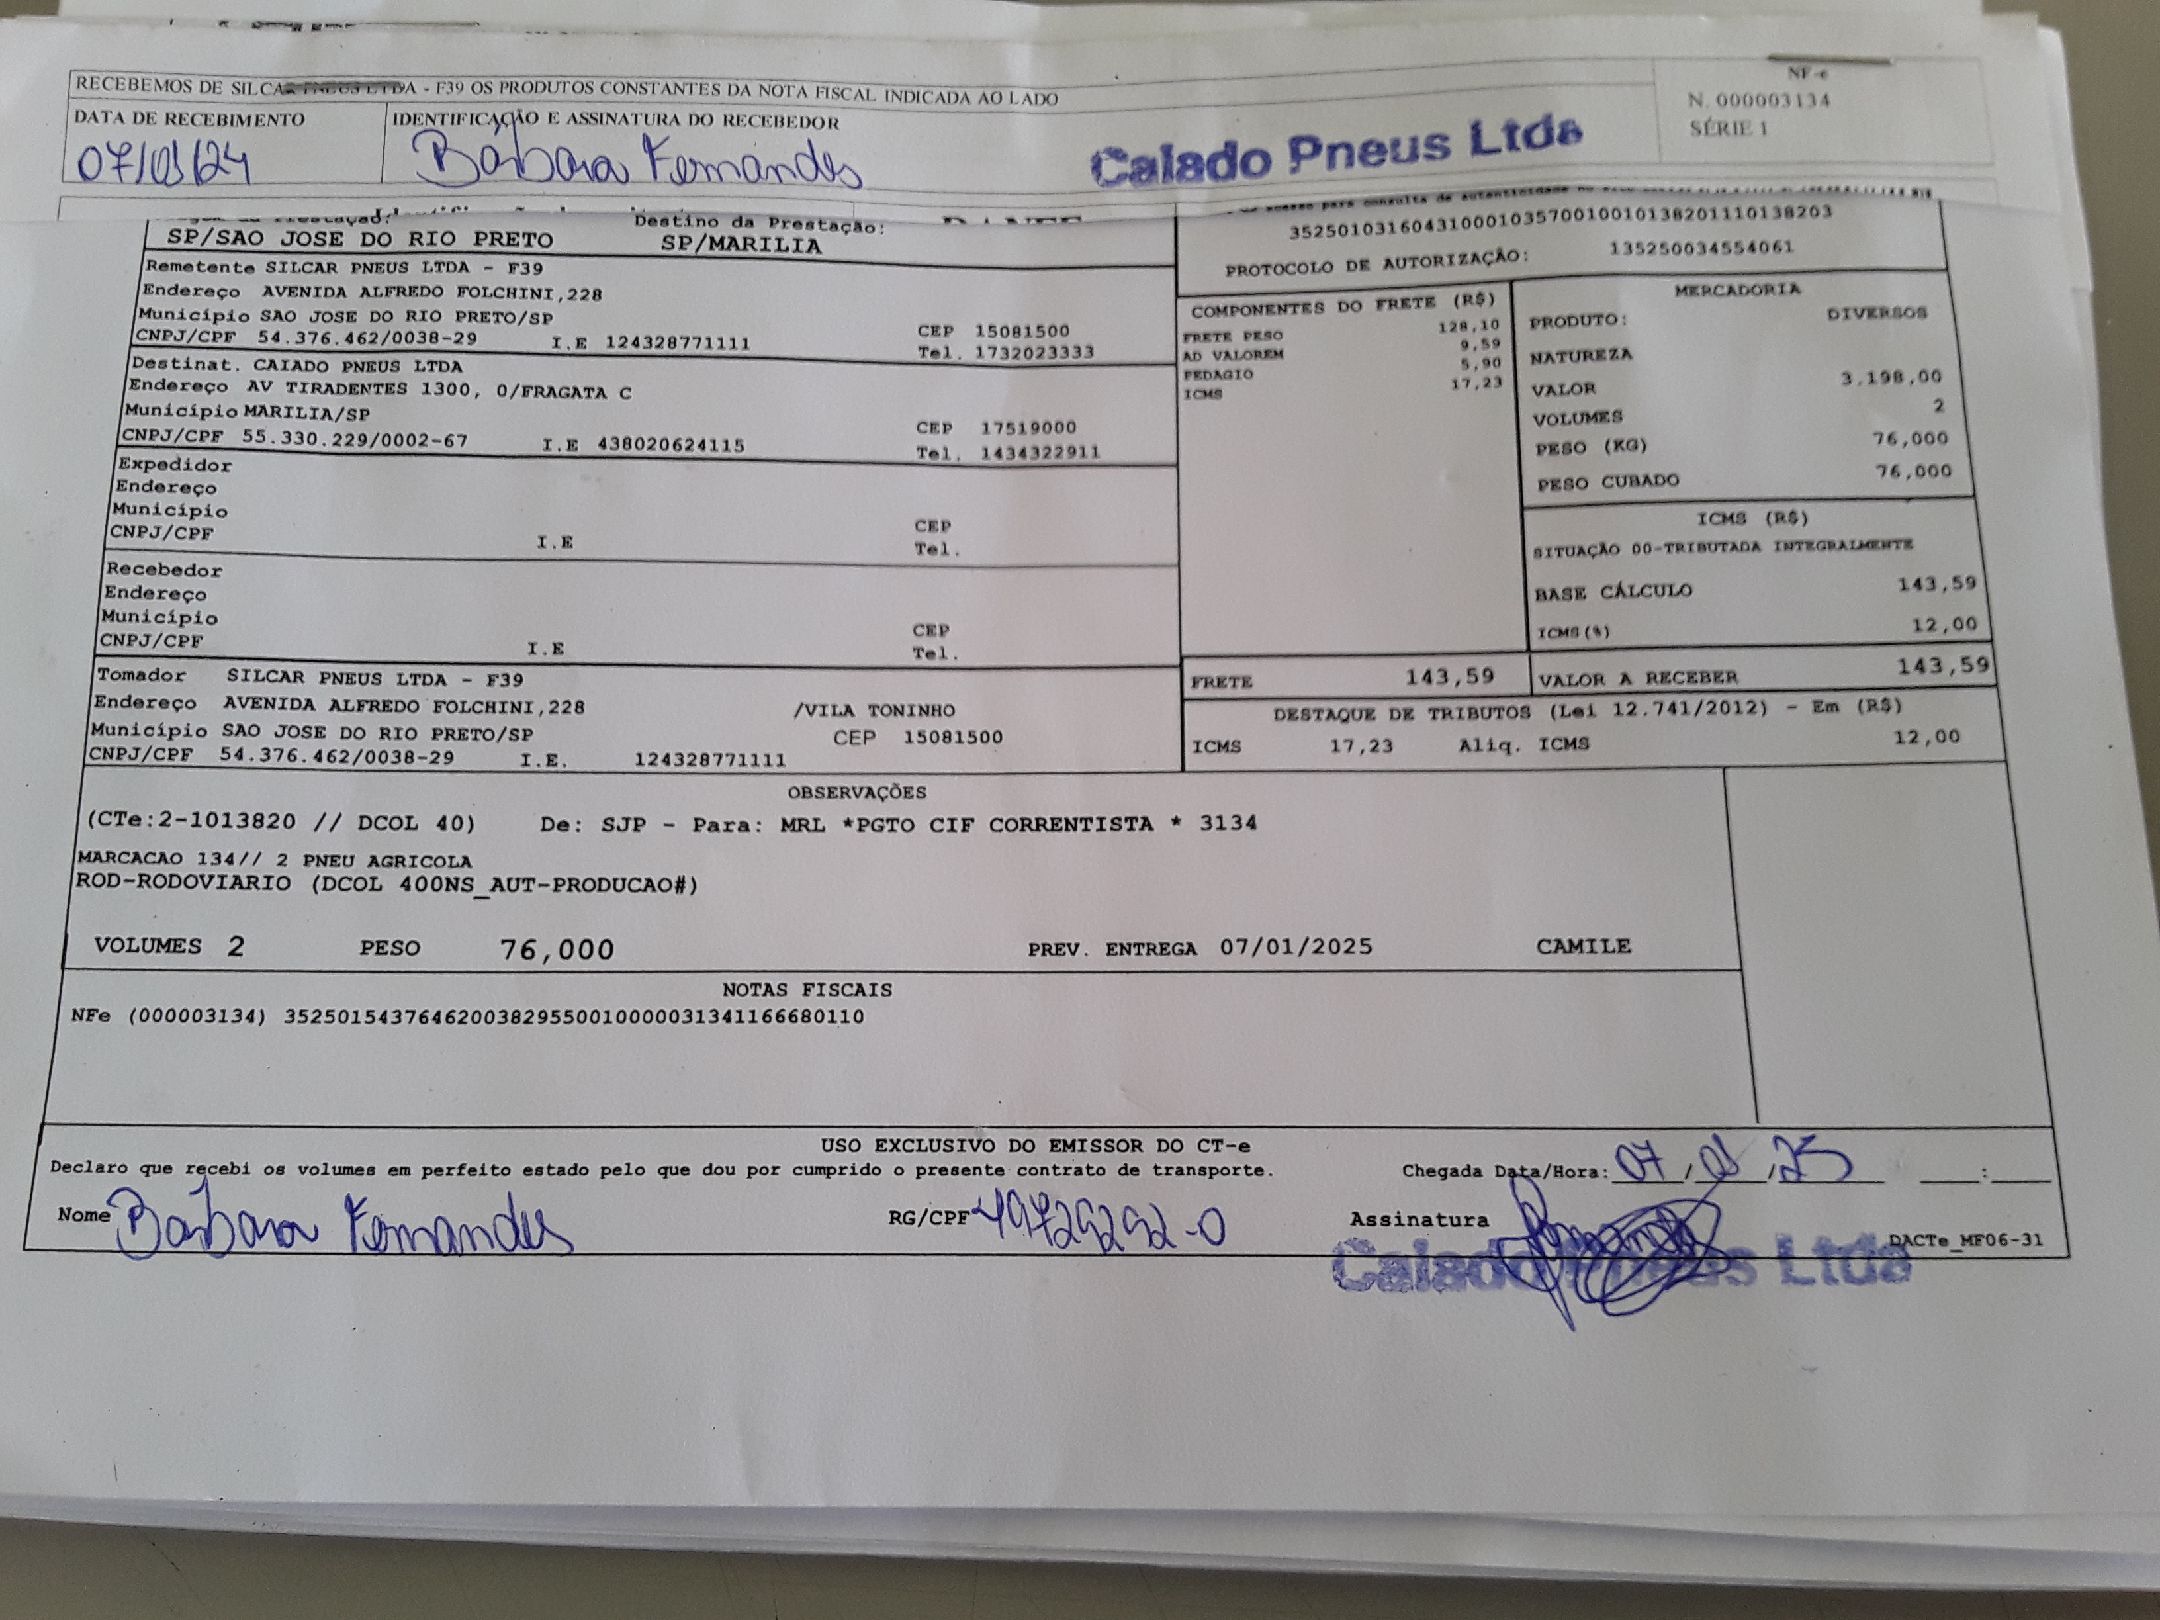 RECEBEMOS DE SILCAR PNEUS LTDA - F39 OS PRODUTOS CONSTANTES DA NOTA FISCAL INDICADA AO LADO
DATA DE RECEBIMENTO
07/01/24
IDENTIFICAÇÃO E ASSINATURA DO RECEBEDOR
Bárbara Fernandes
Caiado Pneus Ltda
NF-e
N. 000003134
SÉRIE 1
Destino da Prestação:
SP/SAO JOSE DO RIO PRETO SP/MARILIA
35250103160431000103570010010138201110138203
PROTOCOLO DE AUTORIZAÇÃO: 135250034554061
Remetente SILCAR PNEUS LTDA - F39
Endereço AVENIDA ALFREDO FOLCHINI,228
Município SAO JOSE DO RIO PRETO/SP CEP 15081500
CNPJ/CPF 54.376.462/0038-29 I.E 124328771111 Tel. 1732023333
Destinat. CAIADO PNEUS LTDA
Endereço AV TIRADENTES 1300, 0/FRAGATA C
Município MARILIA/SP CEP 17519000
CNPJ/CPF 55.330.229/0002-67 I.E 438020624115 Tel. 1434322911
Expedidor
Endereço
Município CEP
CNPJ/CPF I.E Tel.
Recebedor
Endereço
Município CEP
CNPJ/CPF I.E Tel.
Tomador SILCAR PNEUS LTDA - F39
Endereço AVENIDA ALFREDO FOLCHINI,228 /VILA TONINHO
Município SAO JOSE DO RIO PRETO/SP CEP 15081500
CNPJ/CPF 54.376.462/0038-29 I.E. 124328771111
COMPONENTES DO FRETE (R$)
FRETE PESO 128,10
AD VALOREM 9,59
PEDAGIO 5,90
ICMS 17,23
MERCADORIA
PRODUTO: DIVERSOS
NATUREZA
VALOR 3.198,00
VOLUMES 2
PESO (KG) 76,000
PESO CUBADO 76,000
ICMS (R$)
SITUAÇÃO 00-TRIBUTADA INTEGRALMENTE
BASE CÁLCULO 143,59
ICMS(%) 12,00
FRETE 143,59 VALOR A RECEBER 143,59
DESTAQUE DE TRIBUTOS (Lei 12.741/2012) - Em (R$)
ICMS 17,23 Aliq. ICMS 12,00
OBSERVAÇÕES
(CTe:2-1013820 // DCOL 40) De: SJP - Para: MRL *PGTO CIF CORRENTISTA * 3134
MARCACAO 134// 2 PNEU AGRICOLA
ROD-RODOVIARIO (DCOL 400NS_AUT-PRODUCAO#)
VOLUMES 2 PESO 76,000 PREV. ENTREGA 07/01/2025 CAMILE
NOTAS FISCAIS
NFe (000003134) 35250154376462003829550010000031341166680110
USO EXCLUSIVO DO EMISSOR DO CT-e
Declaro que recebi os volumes em perfeito estado pelo que dou por cumprido o presente contrato de transporte. Chegada Data/Hora: 07/01/25 :
Nome Bárbara Fernandes RG/CPF 49729292-0 Assinatura
DACTe_MF06-31
Caiado Pneus Ltda